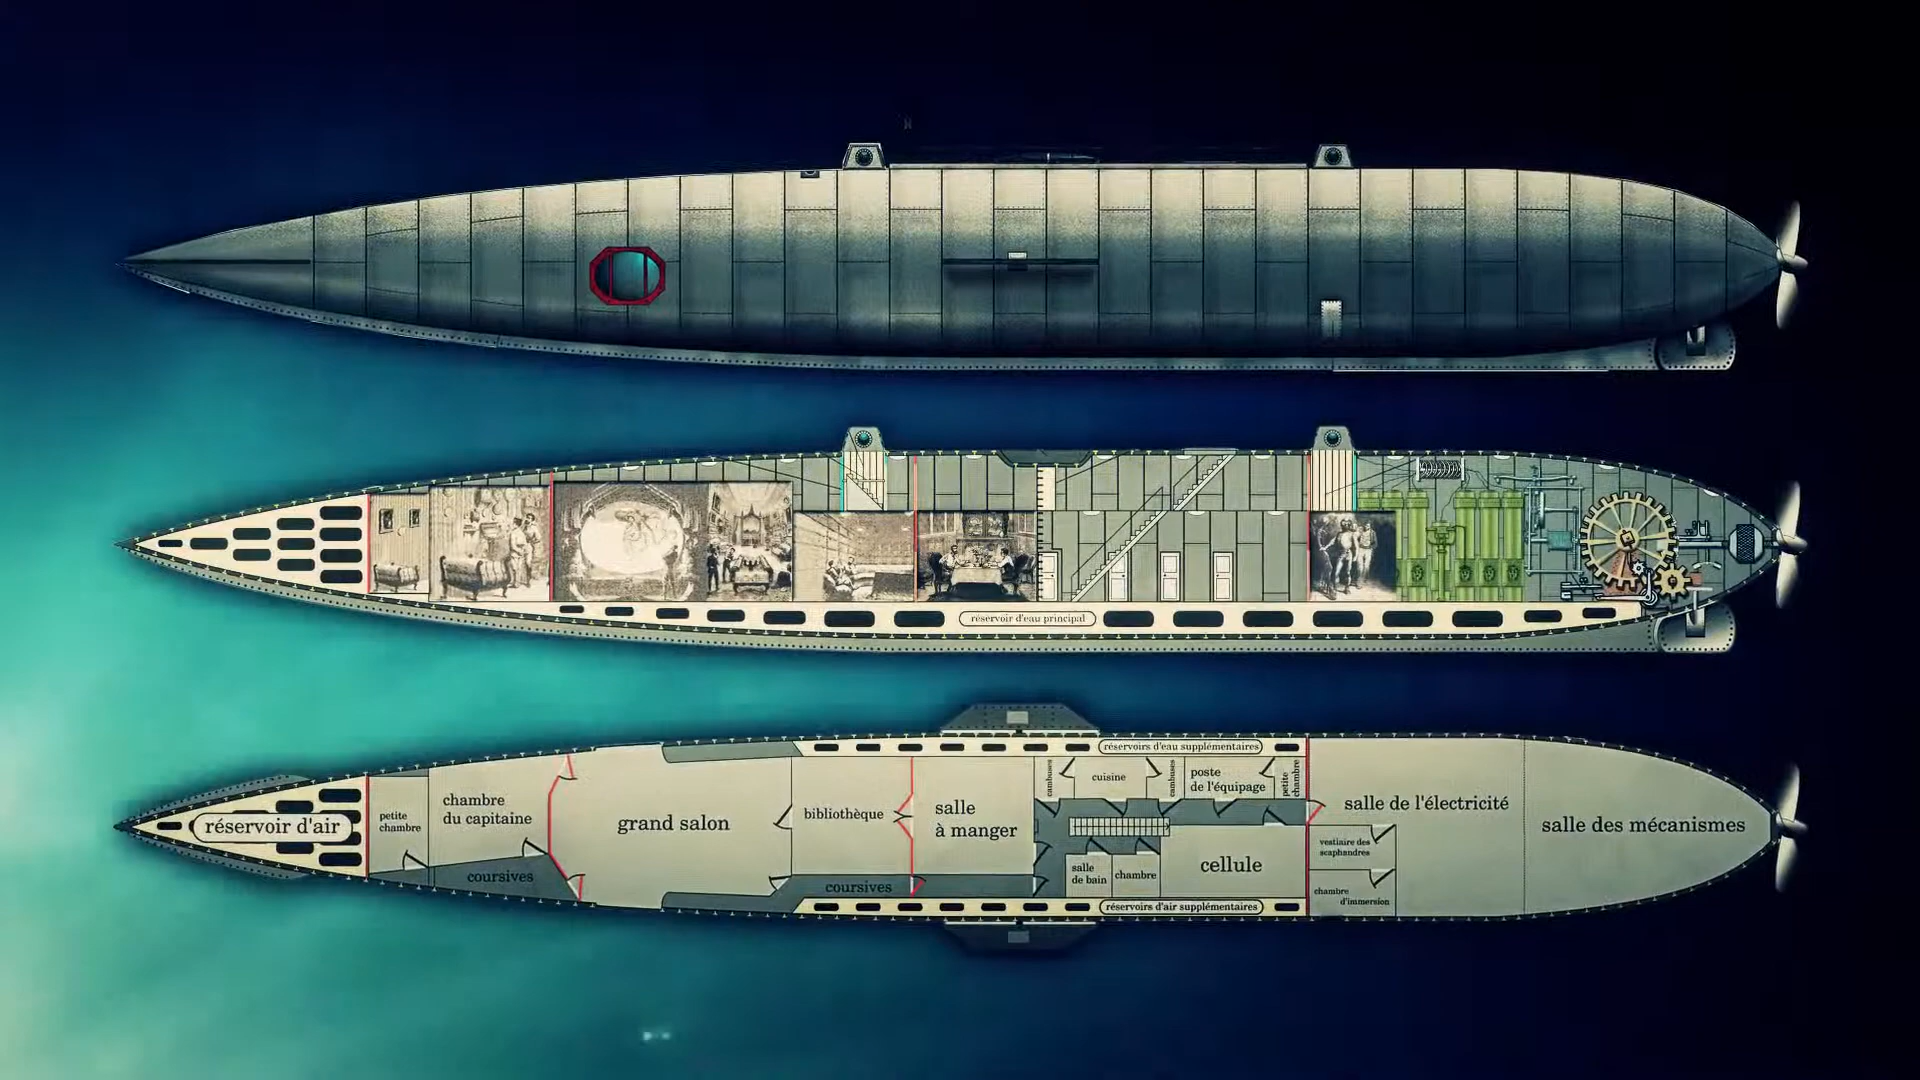 réservoir d'eau principal
réservoirs d'eau supplémentaires
réservoir d'air
petite
chambre
chambre
du capitaine
coursives
grand salon
bibliothèque
coursives
salle
à manger
cambuses
cuisine
cambuses
poste
de l'équipage
petite
chambre
salle
de bain
chambre
cellule
réservoirs d'air supplémentaires
salle de l'électricité
vestiaire des
scaphandres
chambre
d'immersion
salle des mécanismes